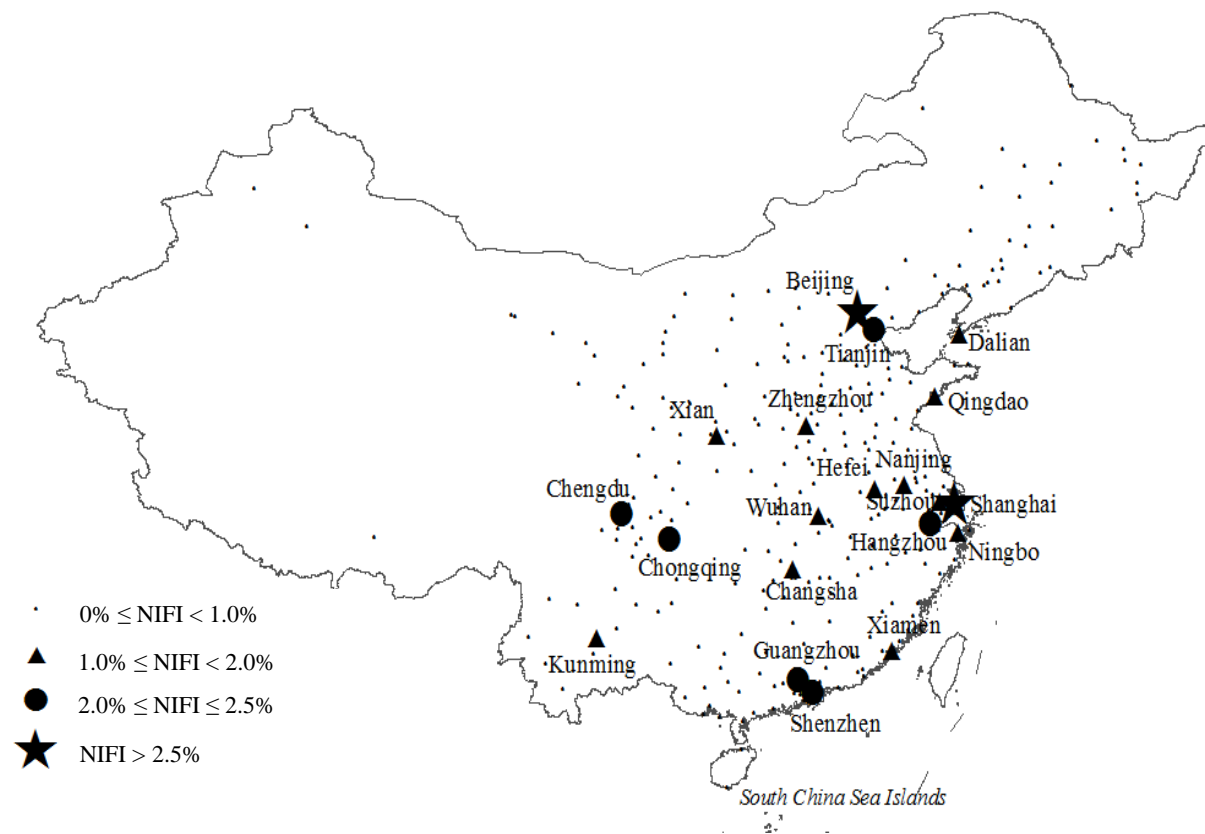 Beijing
Tianjin
Dalian
Zhengzhou
Qingdao
Xian
Hefei
Nanjing
Chengdu
Wuhan
Suzhou
Shanghai
Hangzhou
Ningbo
Chongqing
Changsha
0% ≤ NIFI < 1.0%
Xiamen
1.0% ≤ NIFI < 2.0%
Kunming
Guangzhou
2.0% ≤ NIFI ≤ 2.5%
Shenzhen
NIFI > 2.5%
South China Sea Islands